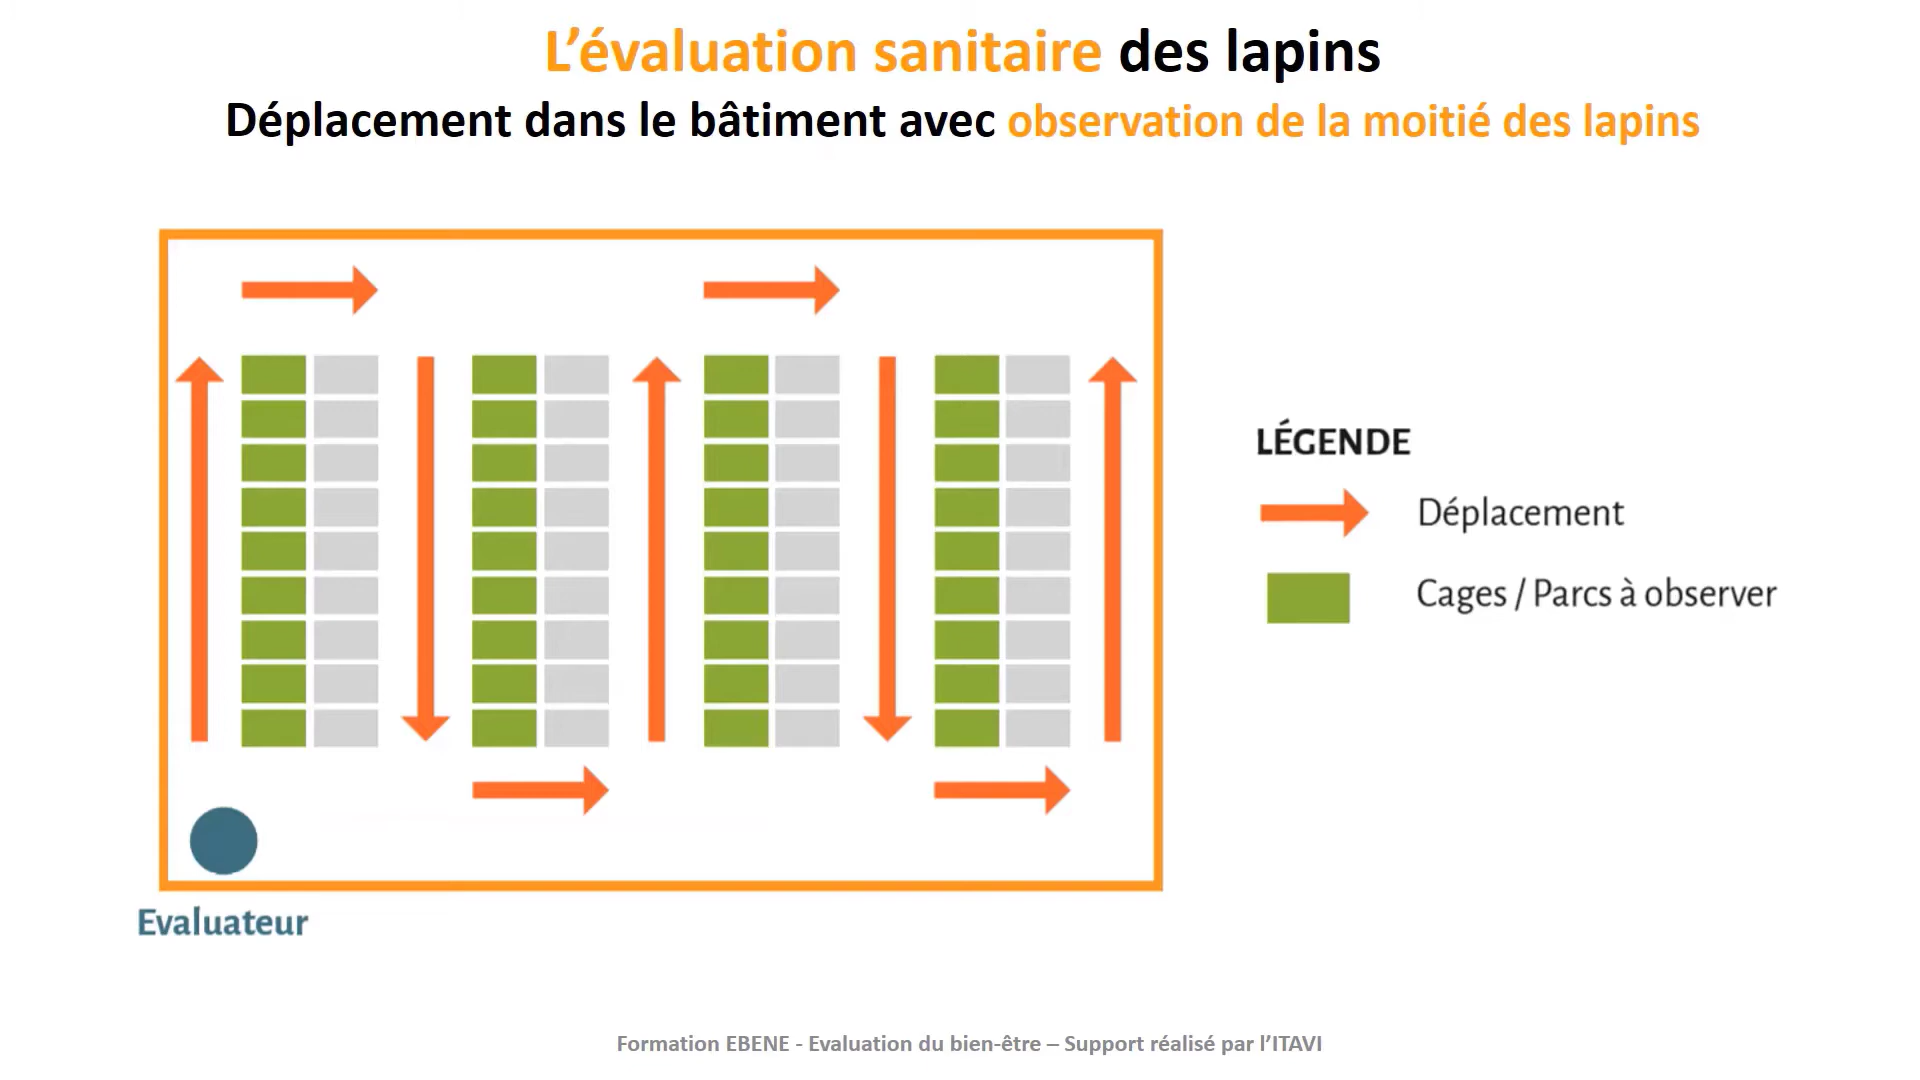 L’évaluation sanitaire des lapins
Déplacement dans le bâtiment avec observation de la moitié des lapins
LÉGENDE
Déplacement
Cages / Parcs à observer
Evaluateur
Formation EBENE - Evaluation du bien-être – Support réalisé par l’ITAVI